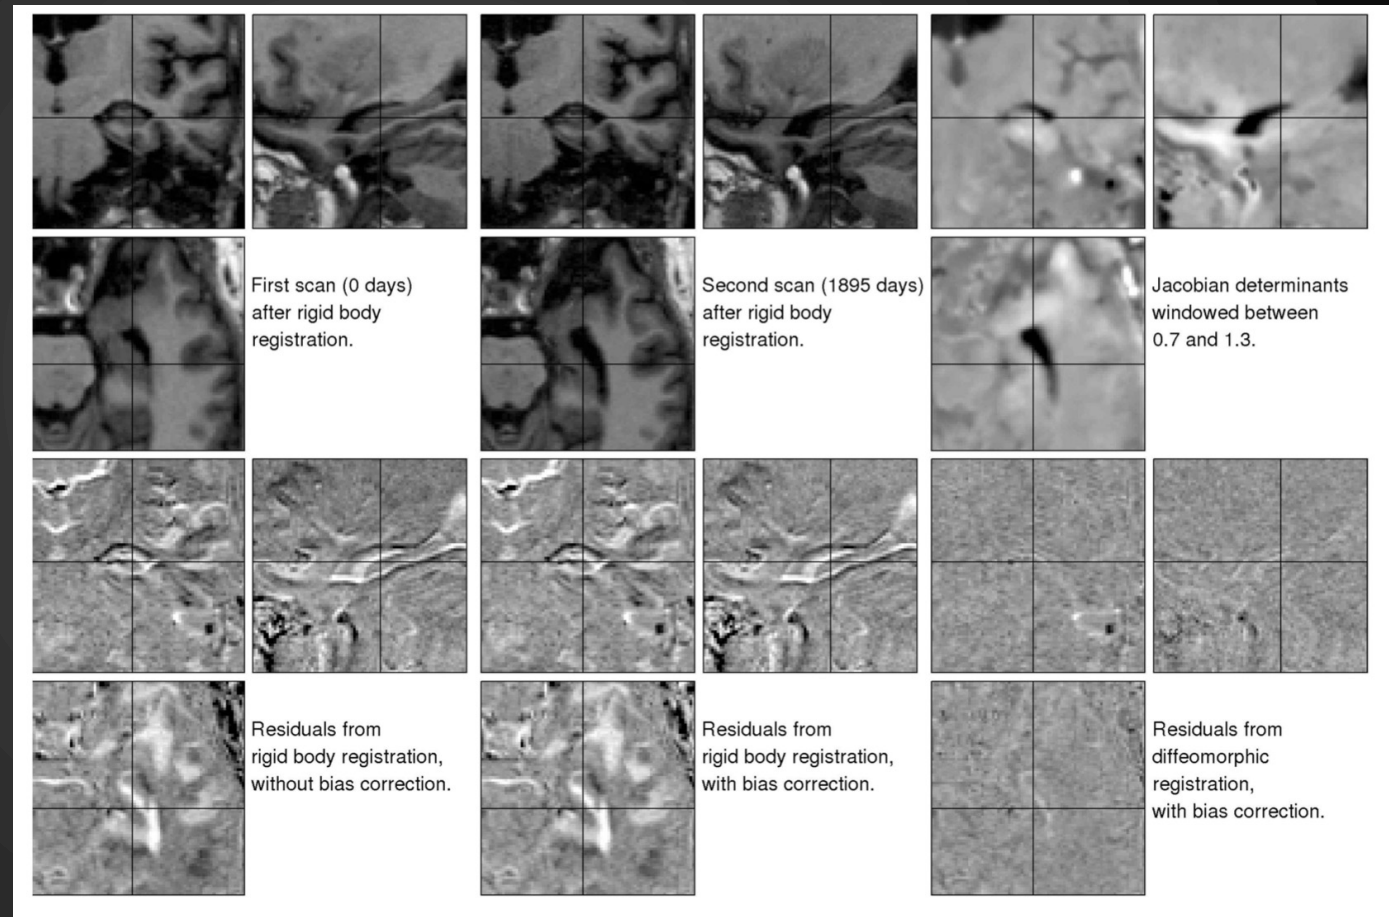 First scan (0 days)
after rigid body
registration.
Second scan (1895 days)
after rigid body
registration.
Jacobian determinants
windowed between
0.7 and 1.3.
Residuals from
rigid body registration,
without bias correction.
Residuals from
rigid body registration,
with bias correction.
Residuals from
diffeomorphic
registration,
with bias correction.